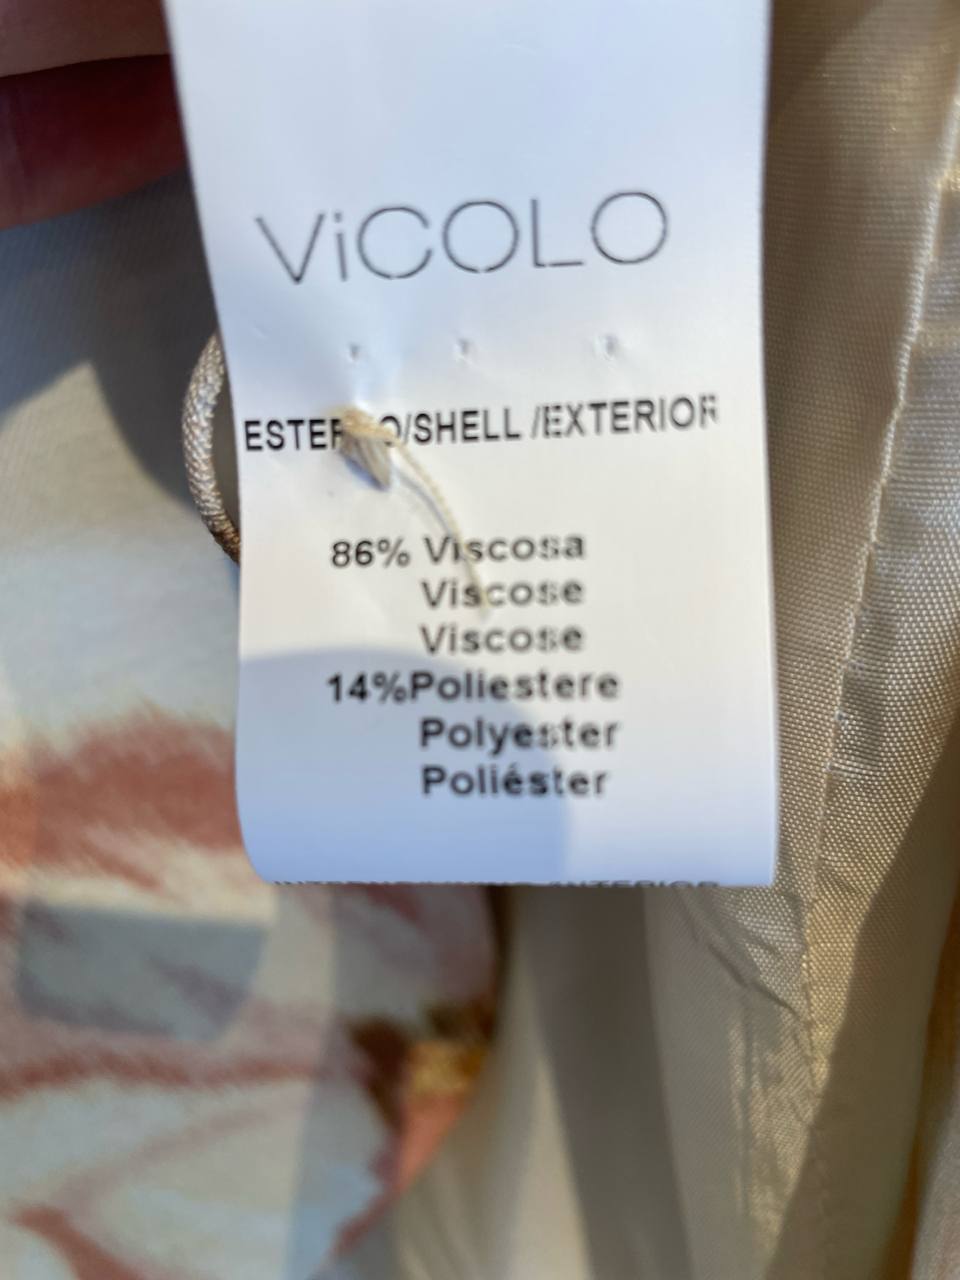 ViCOLO
/SHELL /EXTERIOR
86% Viscosa
Viscose
Viscose
14%Poliestere
Polyester
Poliéster